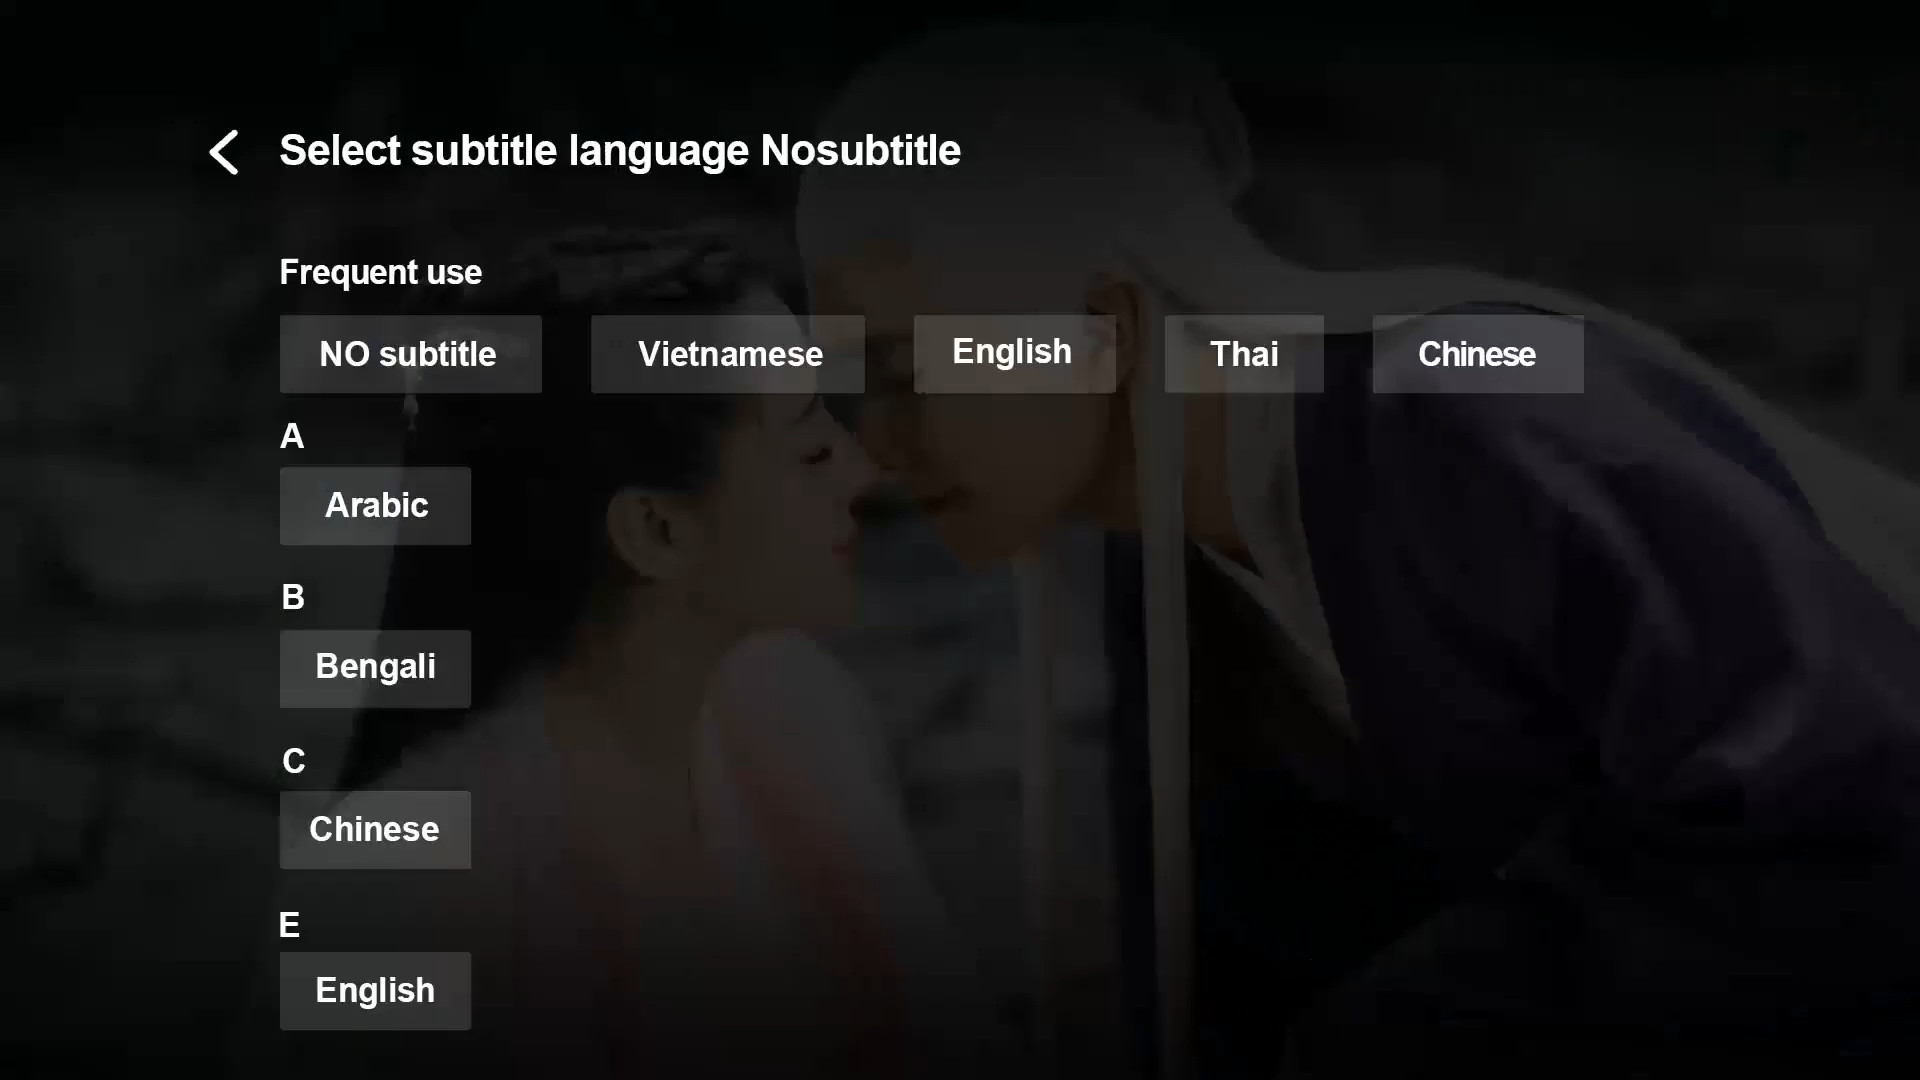 Select subtitle language Nosubtitle
Frequent use
NO subtitle Vietnamese English Thai Chinese
A
Arabic
B
Bengali
C
Chinese
E
English